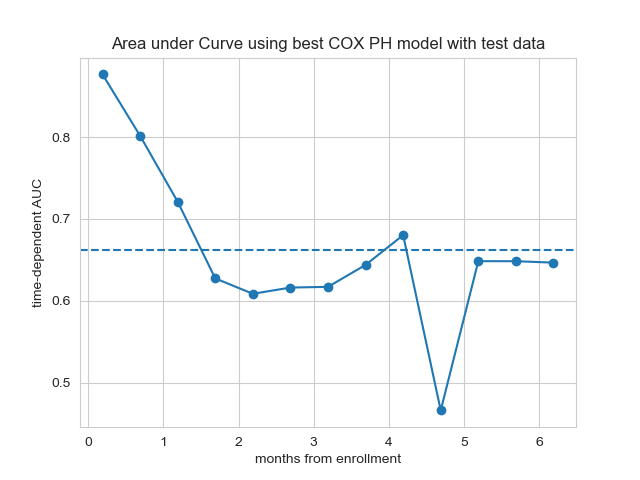 Area under Curve using best COX PH model with test data
time-dependent AUC
0.8
0.7
0.6
0.5
0 1 2 3 4 5 6
months from enrollment